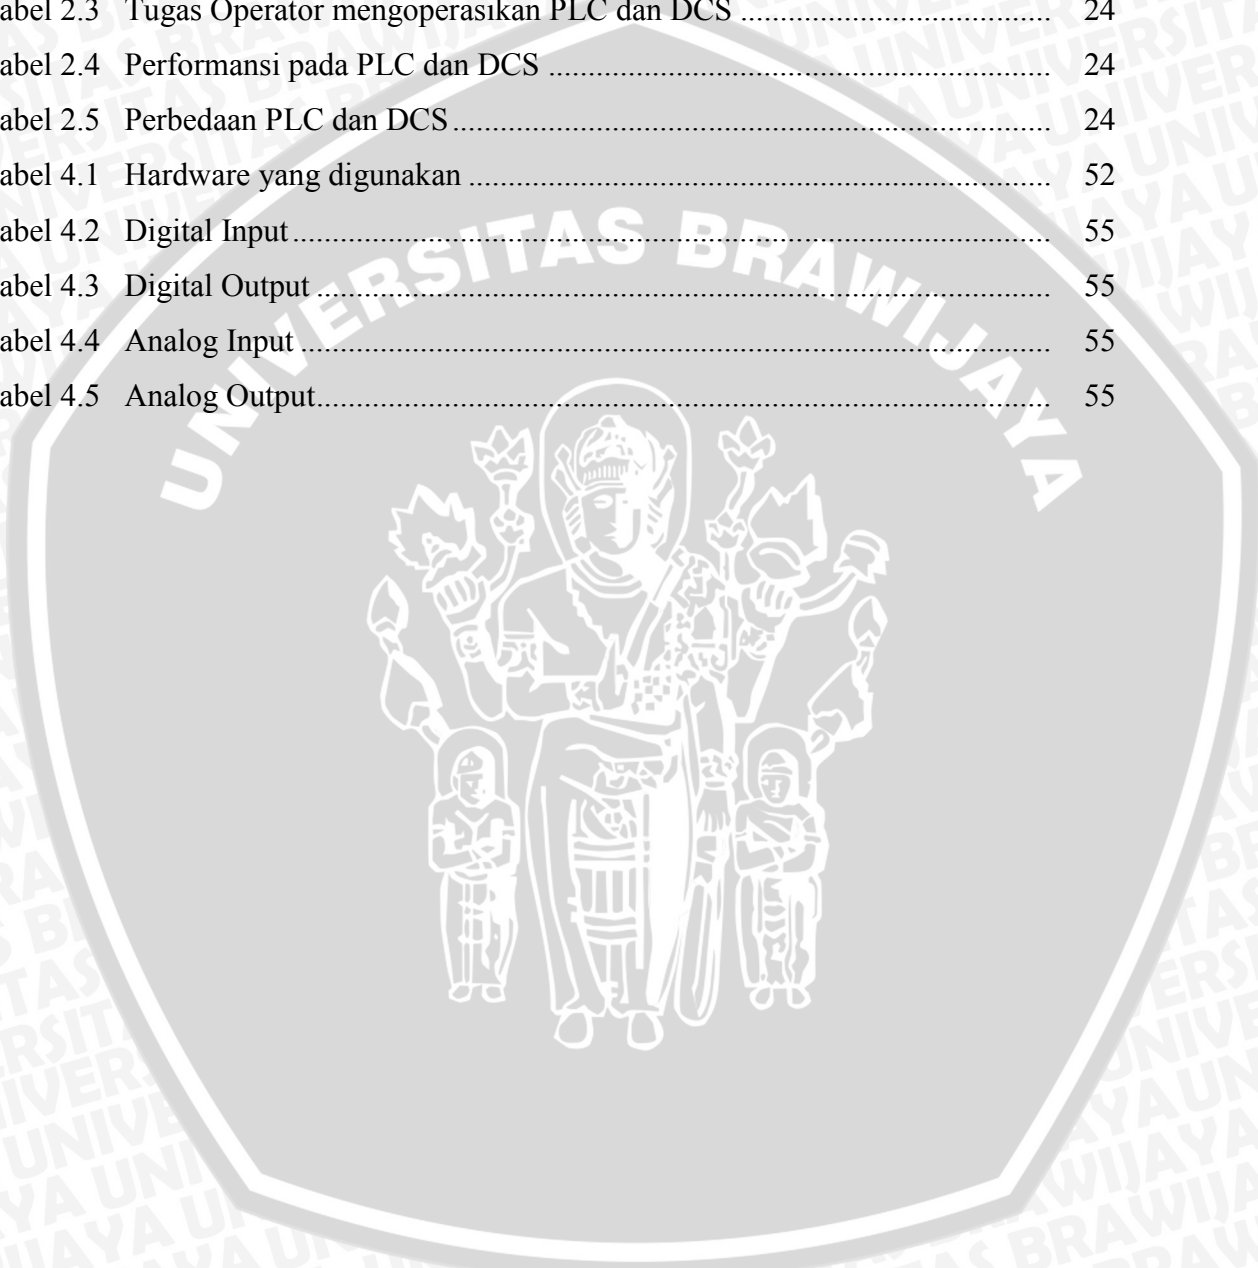 abel 2.3 Tugas Operator mengoperasikan PLC dan DCS ....................................... 24
abel 2.4 Performansi pada PLC dan DCS ............................................................... 24
abel 2.5 Perbedaan PLC dan DCS ........................................................................... 24
abel 4.1 Hardware yang digunakan ......................................................................... 52
abel 4.2 Digital Input ............................................................................................... 55
abel 4.3 Digital Output ............................................................................................ 55
abel 4.4 Analog Input .............................................................................................. 55
abel 4.5 Analog Output ............................................................................................ 55
UNIVERSITAS BRAWIJAYA